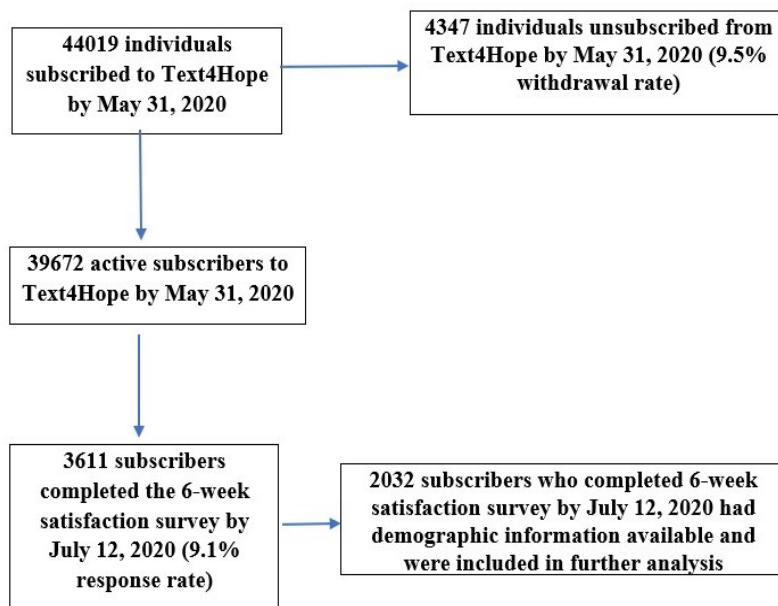 44019 individuals
subscribed to Text4Hope
by May 31, 2020
4347 individuals unsubscribed from
Text4Hope by May 31, 2020 (9.5%
withdrawal rate)
39672 active subscribers to
Text4Hope by May 31, 2020
3611 subscribers
completed the 6-week
satisfaction survey by
July 12, 2020 (9.1%
response rate)
2032 subscribers who completed 6-week
satisfaction survey by July 12, 2020 had
demographic information available and
were included in further analysis